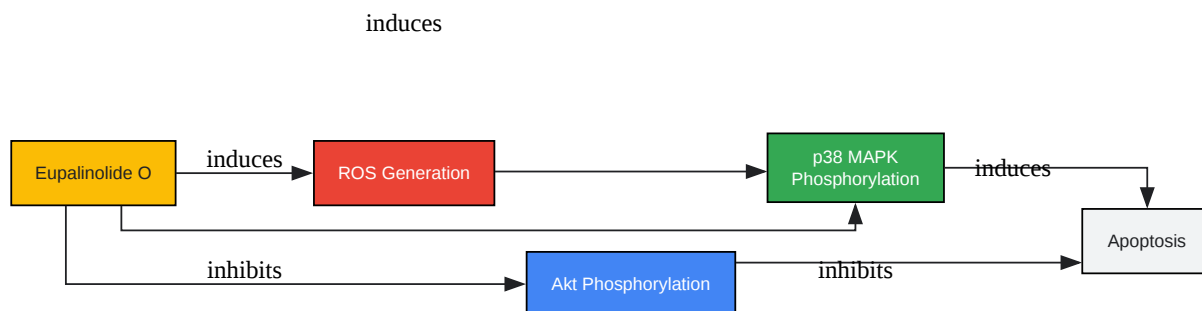 induces
Eupalinolide O
induces
ROS Generation
p38 MAPK
Phosphorylation
induces
Apoptosis
inhibits
Akt Phosphorylation
inhibits